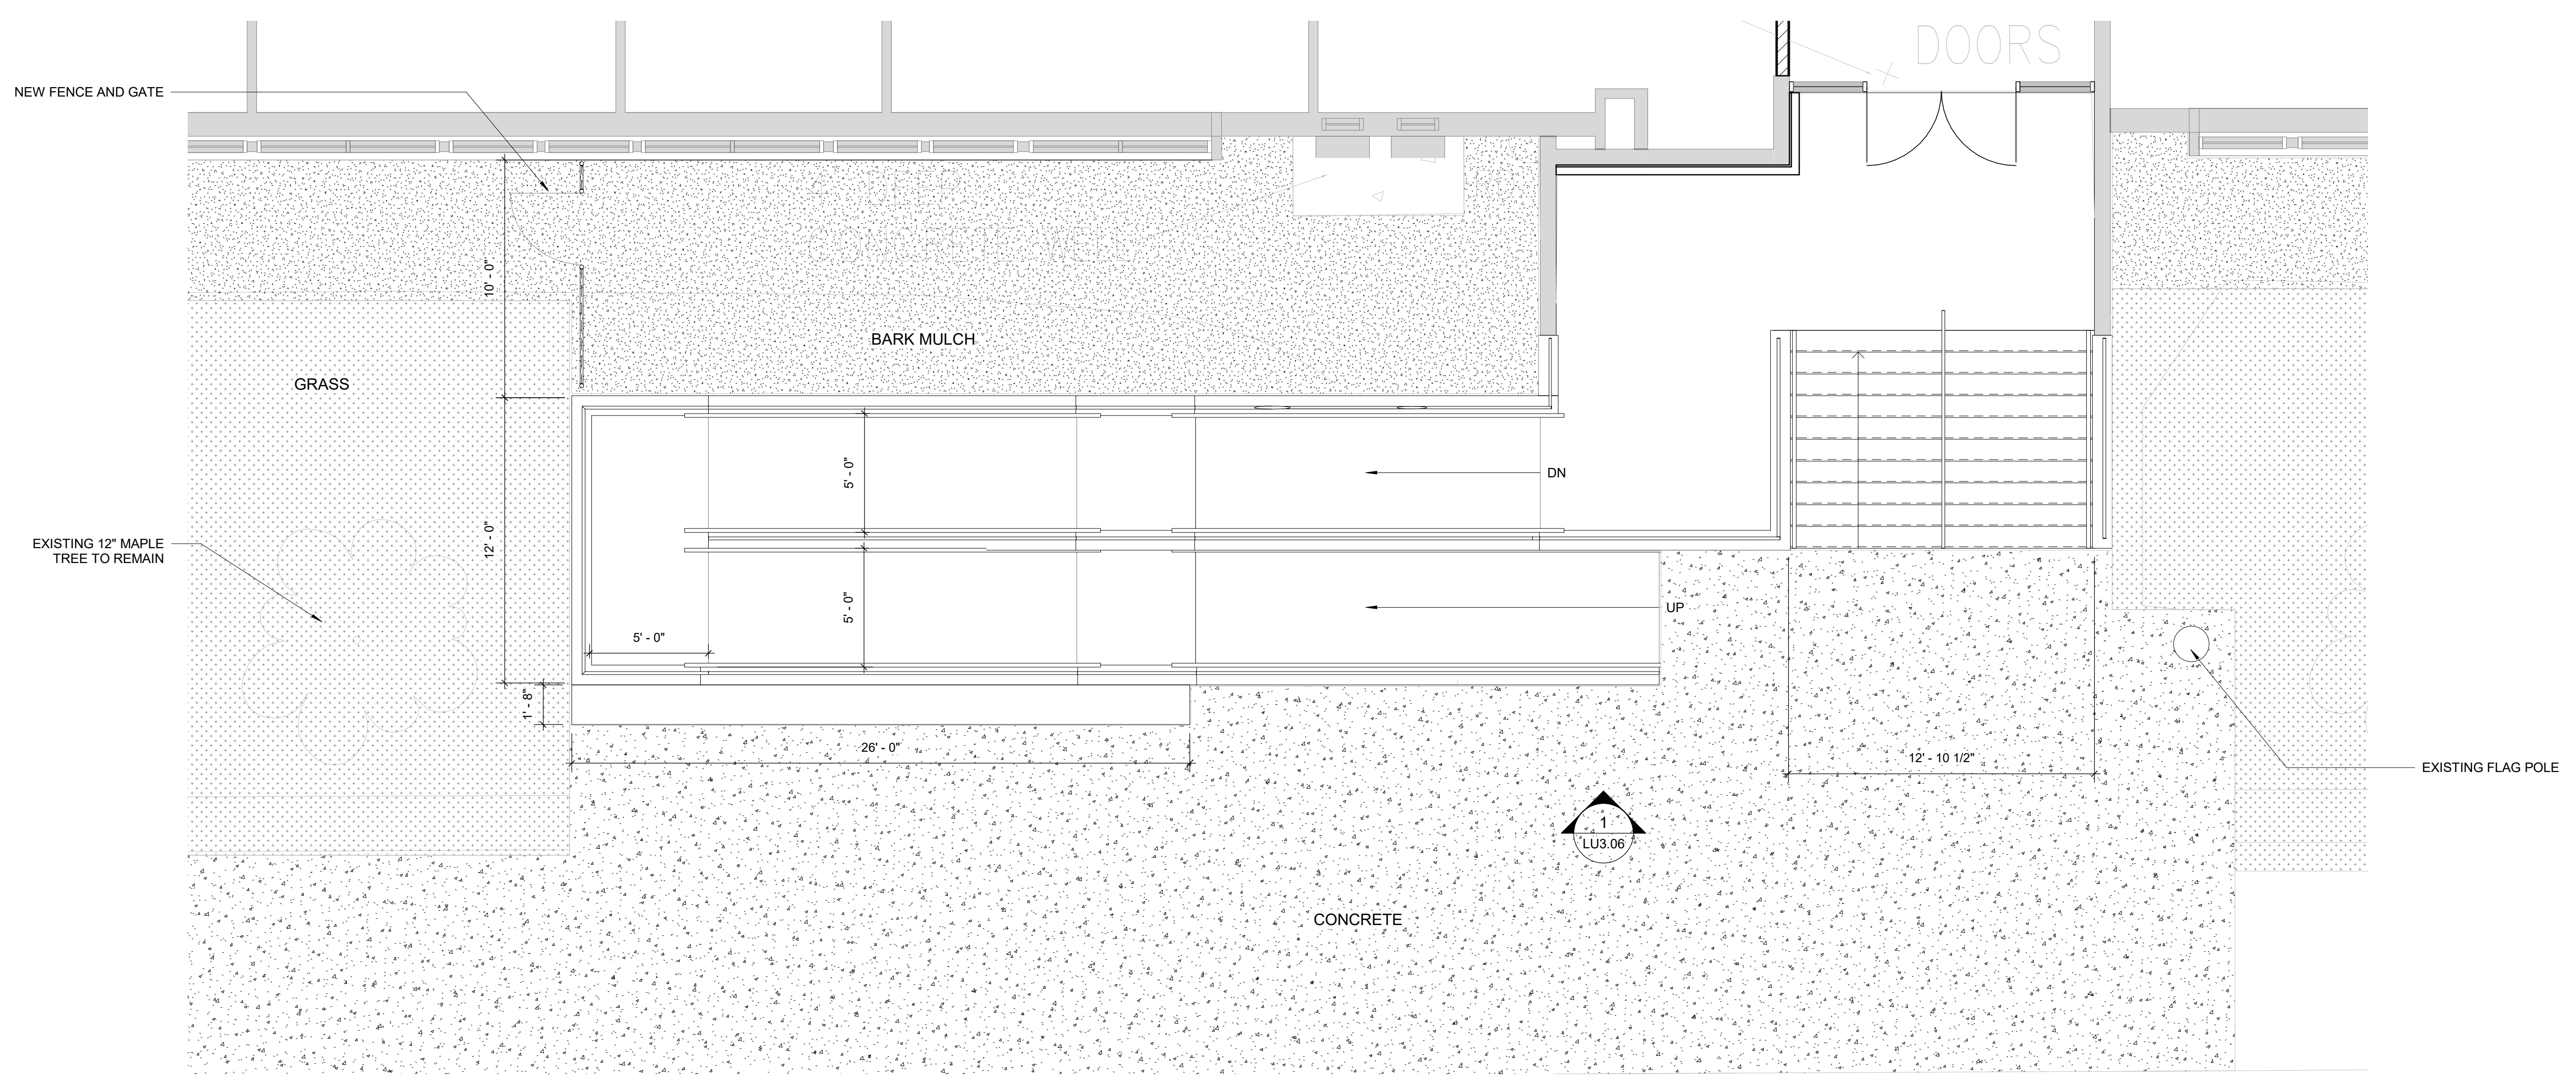 DOORS
NEW FENCE AND GATE
CONCRETE WELL
10' - 0"
BARK MULCH
GRASS
5' - 0"
DN
EXISTING 12" MAPLE
TREE TO REMAIN
12' - 0"
5' - 0"
UP
5' - 0"
1' - 8"
26' - 0"
12' - 10 1/2"
EXISTING FLAG POLE
1
LU3.06
CONCRETE